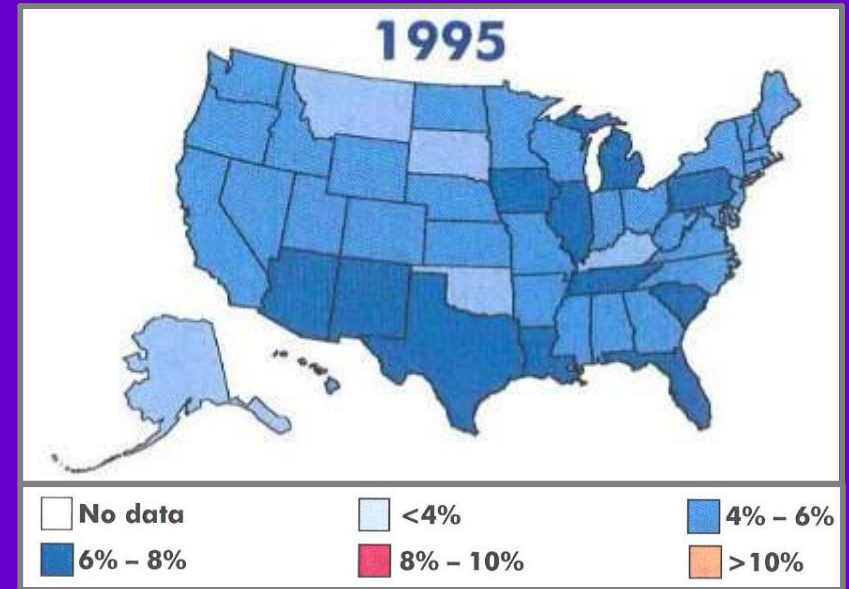 1995
No data
<4%
4% – 6%
6% – 8%
8% – 10%
>10%